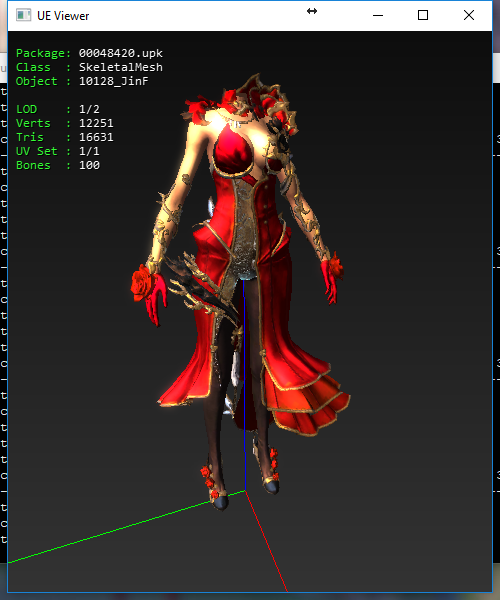 UE Viewer
Package: 00048420.upk
Class : SkeletalMesh
Object : 10128_JinF
LOD : 1/2
Verts : 12251
Tris : 16631
UV Set : 1/1
Bones : 100